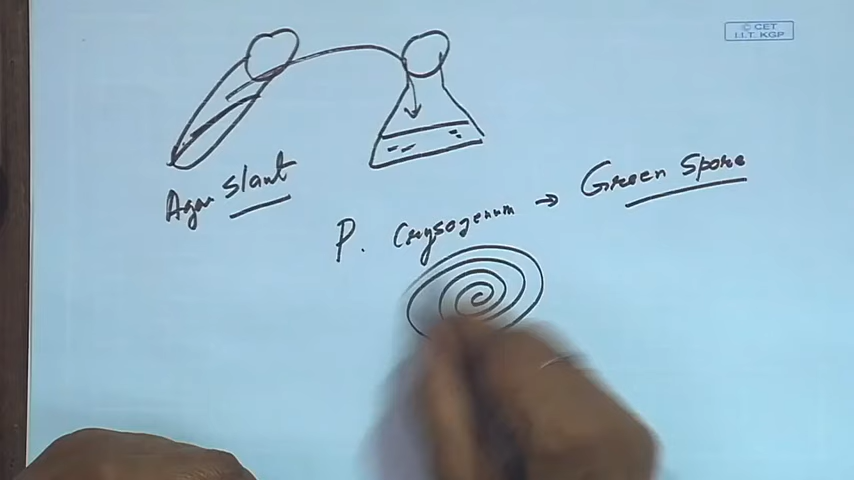 © CET
I.I.T. KGP
Agar slant
P. Crysogenum → Green Spore